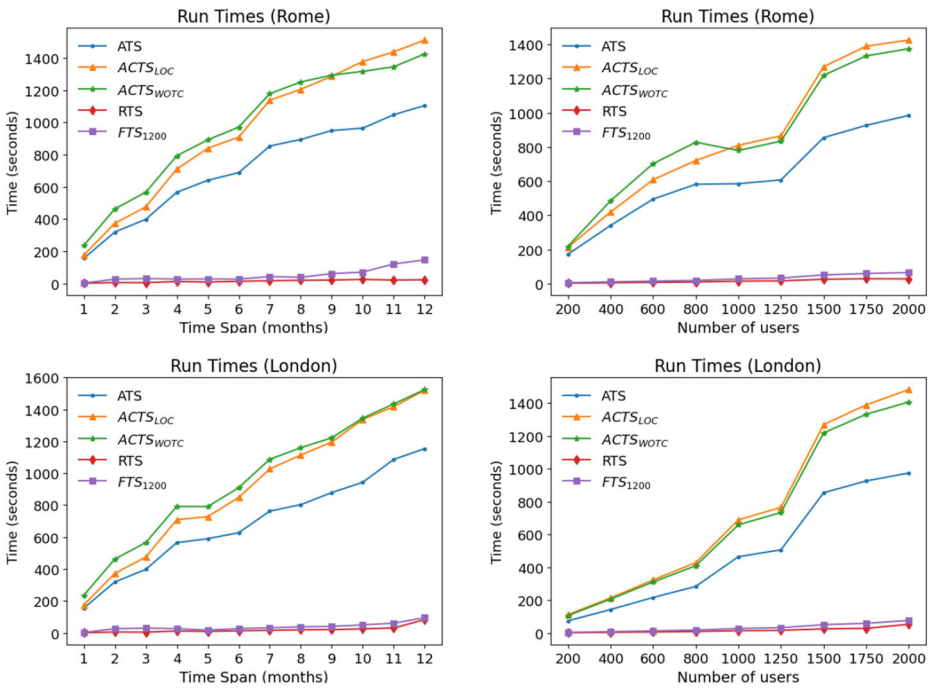 Run Times (Rome)
1400
1200
1000
800
600
400
200
0
Time (seconds)
ATS
ACTS_LOC
ACTS_WOTC
RTS
FTS_1200
1 2 3 4 5 6 7 8 9 10 11 12
Time Span (months)
Run Times (Rome)
1400
1200
1000
800
600
400
200
0
Time (seconds)
ATS
ACTS_LOC
ACTS_WOTC
RTS
FTS_1200
200 400 600 800 1000 1250 1500 1750 2000
Number of users
Run Times (London)
1600
1400
1200
1000
800
600
400
200
0
Time (seconds)
ATS
ACTS_LOC
ACTS_WOTC
RTS
FTS_1200
1 2 3 4 5 6 7 8 9 10 11 12
Time Span (months)
Run Times (London)
1400
1200
1000
800
600
400
200
0
Time (seconds)
ATS
ACTS_LOC
ACTS_WOTC
RTS
FTS_1200
200 400 600 800 1000 1250 1500 1750 2000
Number of users